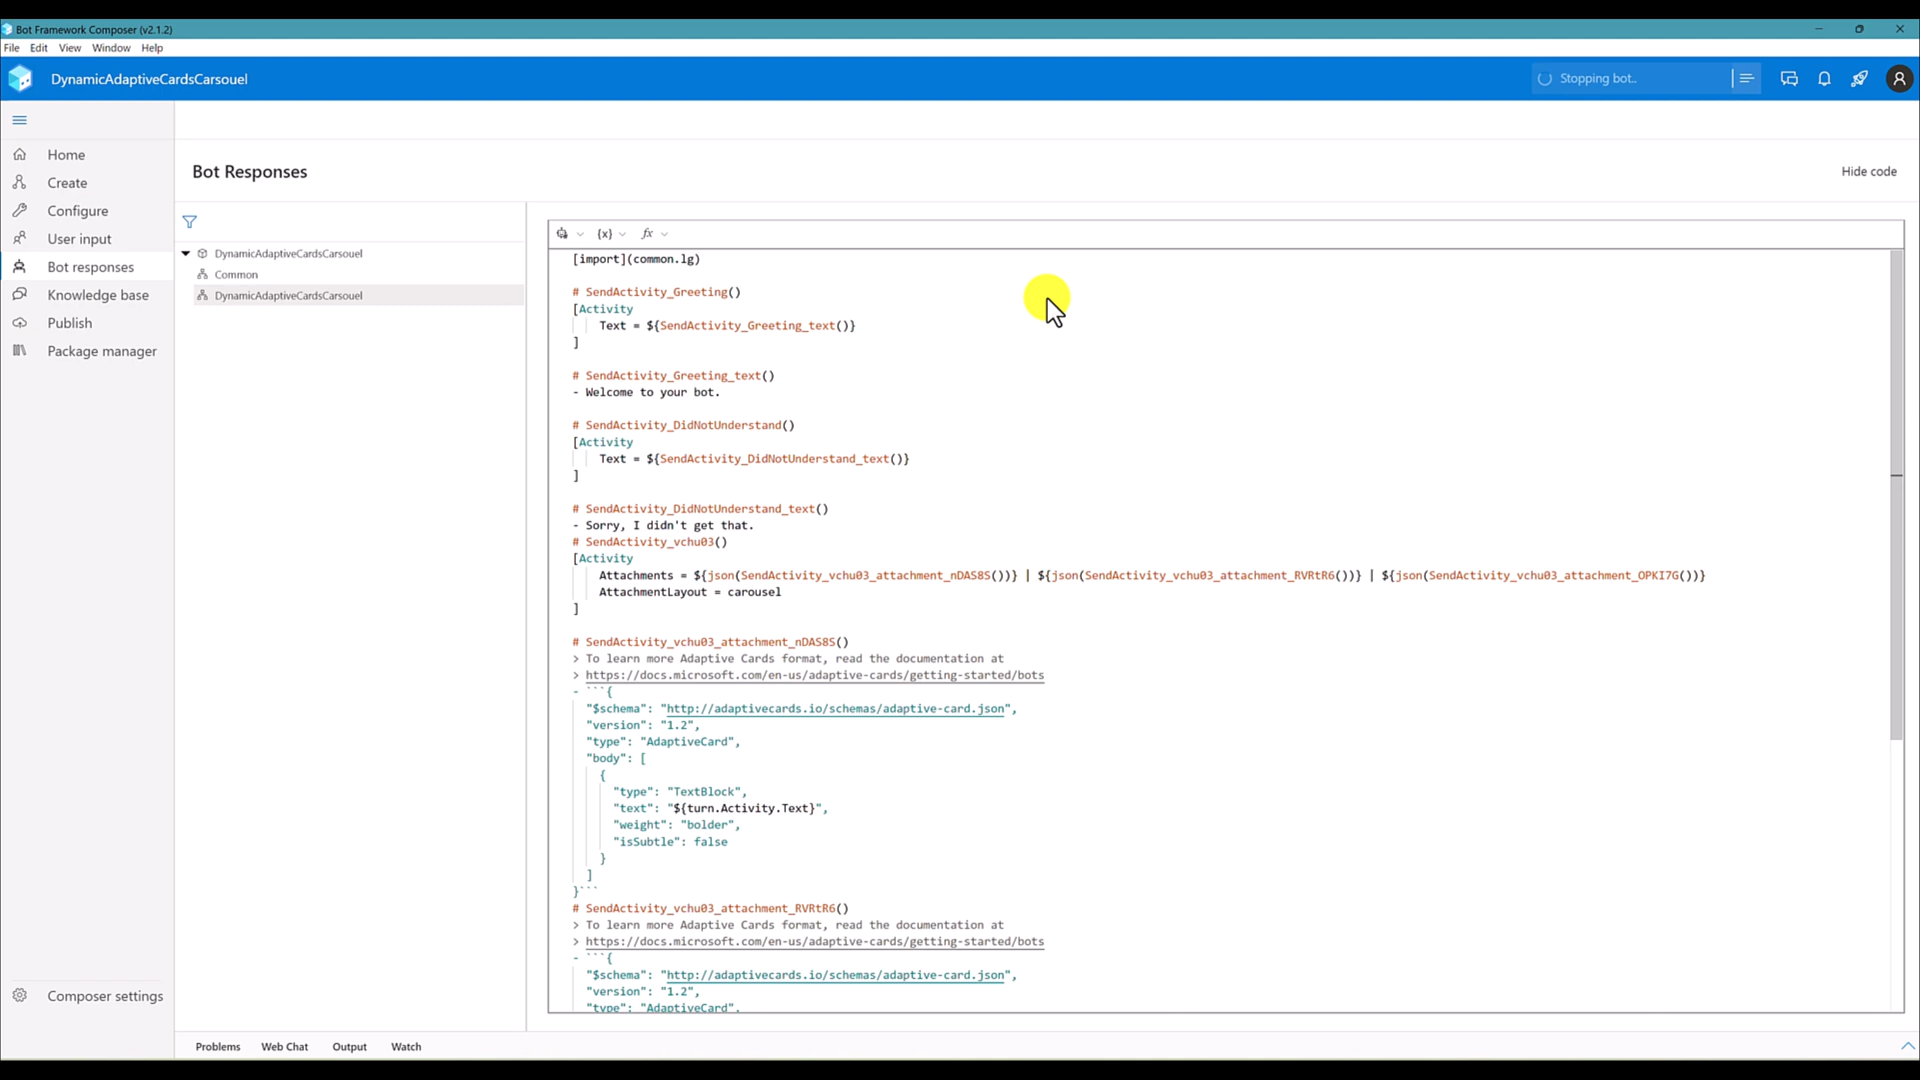 Bot Framework Composer (v2.1.2)
File Edit View Window Help
DynamicAdaptiveCardsCarsouel
Stopping bot..
Home
Create
Configure
User input
Bot responses
Knowledge base
Publish
Package manager
Composer settings
Bot Responses
Hide code
DynamicAdaptiveCardsCarsouel
Common
DynamicAdaptiveCardsCarsouel
{x} fx
[import](common.lg)
# SendActivity_Greeting()
[Activity
Text = ${SendActivity_Greeting_text()}
]
# SendActivity_Greeting_text()
- Welcome to your bot.
# SendActivity_DidNotUnderstand()
[Activity
Text = ${SendActivity_DidNotUnderstand_text()}
]
# SendActivity_DidNotUnderstand_text()
- Sorry, I didn't get that.
# SendActivity_vchu03()
[Activity
Attachments = ${json(SendActivity_vchu03_attachment_nDAS8S())} | ${json(SendActivity_vchu03_attachment_RVRtR6())} | ${json(SendActivity_vchu03_attachment_OPKI7G())}
AttachmentLayout = carousel
]
# SendActivity_vchu03_attachment_nDAS8S()
> To learn more Adaptive Cards format, read the documentation at
> https://docs.microsoft.com/en-us/adaptive-cards/getting-started/bots
- ```{
"$schema": "http://adaptivecards.io/schemas/adaptive-card.json",
"version": "1.2",
"type": "AdaptiveCard",
"body": [
{
"type": "TextBlock",
"text": "${turn.Activity.Text}",
"weight": "bolder",
"isSubtle": false
}
]
}```
# SendActivity_vchu03_attachment_RVRtR6()
> To learn more Adaptive Cards format, read the documentation at
> https://docs.microsoft.com/en-us/adaptive-cards/getting-started/bots
- ```{
"$schema": "http://adaptivecards.io/schemas/adaptive-card.json",
"version": "1.2",
"type": "AdaptiveCard",
Problems Web Chat Output Watch